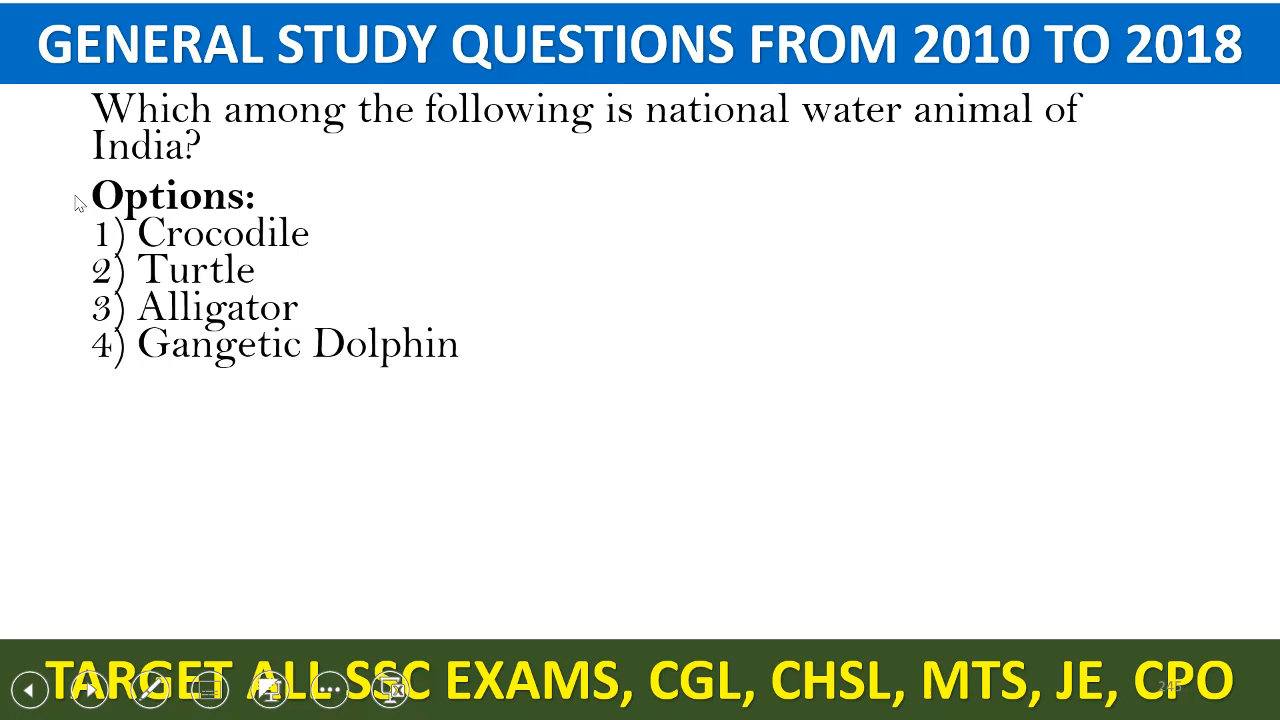 GENERAL STUDY QUESTIONS FROM 2010 TO 2018
Which among the following is national water animal of
India?
Options:
1) Crocodile
2) Turtle
3) Alligator
4) Gangetic Dolphin
TARGET ALL SSC EXAMS, CGL, CHSL, MTS, JE, CPO